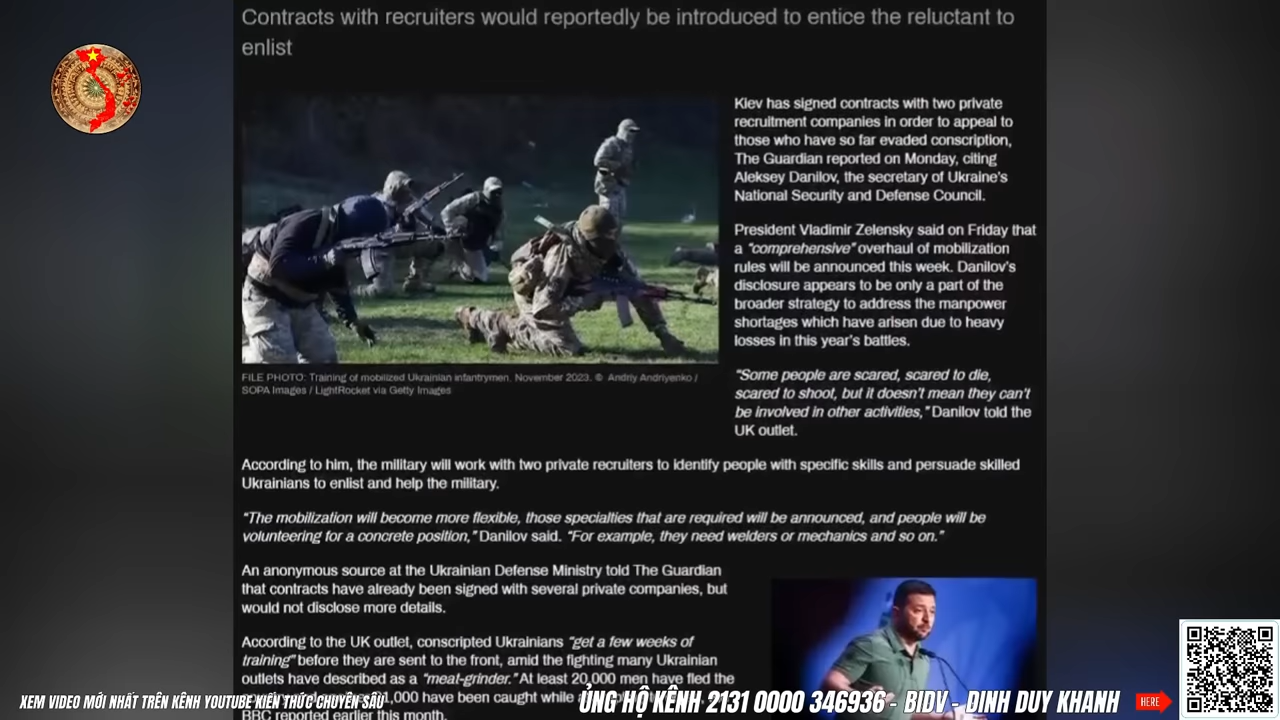 Contracts with recruiters would reportedly be introduced to entice the reluctant to
enlist
Kiev has signed contracts with two private
recruitment companies in order to appeal to
those who have so far evaded conscription,
The Guardian reported on Monday, citing
Aleksey Danilov, the secretary of Ukraine's
National Security and Defense Council.
President Vladimir Zelensky said on Friday that
a “comprehensive” overhaul of mobilization
rules will be announced this week. Danilov's
disclosure appears to be only a part of the
broader strategy to address the manpower
shortages which have arisen due to heavy
losses in this year's battles.
“Some people are scared, scared to die,
scared to shoot, but it doesn't mean they can't
be involved in other activities,” Danilov told the
UK outlet.
FILE PHOTO: Training of mobilized Ukrainian infantrymen. November 2023. © Andriy Andriyenko /
SOPA Images / LightRocket via Getty Images
According to him, the military will work with two private recruiters to identify people with specific skills and persuade skilled
Ukrainians to enlist and help the military.
“The mobilization will become more flexible, those specialties that are required will be announced, and people will be
volunteering for a concrete position,” Danilov said. “For example, they need welders or mechanics and so on.”
An anonymous source at the Ukrainian Defense Ministry told The Guardian
that contracts have already been signed with several private companies, but
would not disclose more details.
According to the UK outlet, conscripted Ukrainians “get a few weeks of
training” before they are sent to the front, amid the fighting many Ukrainian
outlets have described as a “meat-grinder.” At least 20,000 men have fled the
1,000 have been caught while
BBC reported earlier this month.
XEM VIDEO MỚI NHẤT TRÊN KÊNH YOUTUBE KIẾN THỨC CHUYÊN SÂU
ỦNG HỘ KÊNH 2131 0000 346936 - BIDV - ĐINH DUY KHANH
HERE